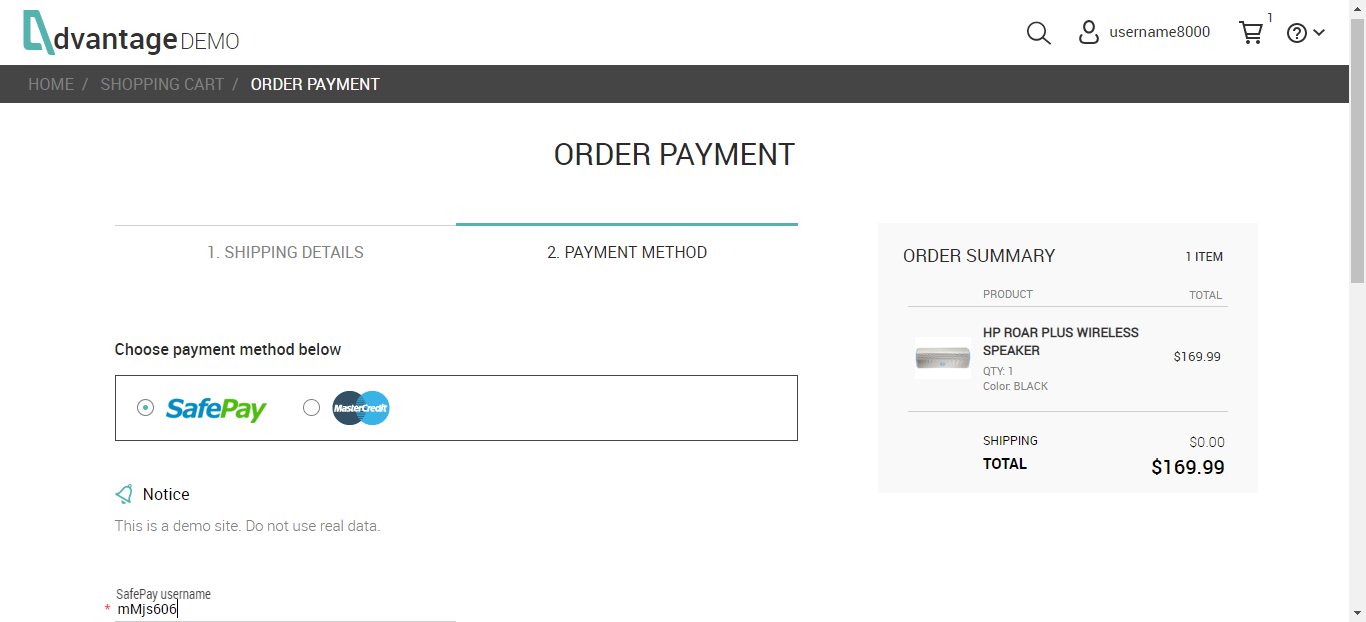 dvantage DEMO
username8000
1
?
HOME / SHOPPING CART / ORDER PAYMENT
ORDER PAYMENT
1. SHIPPING DETAILS
2. PAYMENT METHOD
Choose payment method below
SafePay
MasterCredit
Notice
This is a demo site. Do not use real data.
SafePay username
* mMjs606
ORDER SUMMARY
1 ITEM
PRODUCT
TOTAL
HP ROAR PLUS WIRELESS
SPEAKER
$169.99
QTY: 1
Color: BLACK
SHIPPING
$0.00
TOTAL
$169.99